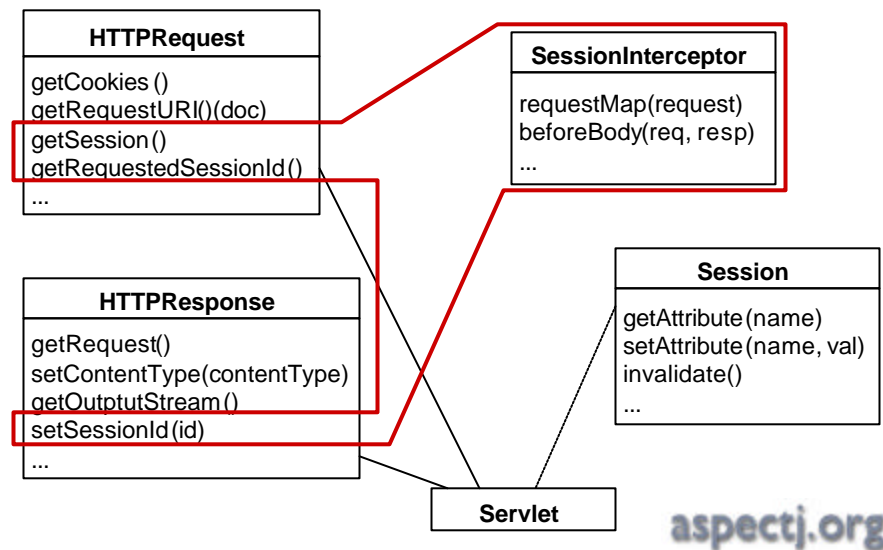 HTTPRequest
getCookies()
getRequestURI()(doc)
getSession()
getRequestedSessionId()
...
SessionInterceptor
requestMap(request)
beforeBody(req, resp)
...
HTTPResponse
getRequest()
setContentType(contentType)
getOutptutStream()
setSessionId(id)
...
Session
getAttribute(name)
setAttribute(name, val)
invalidate()
...
Servlet
aspectj.org